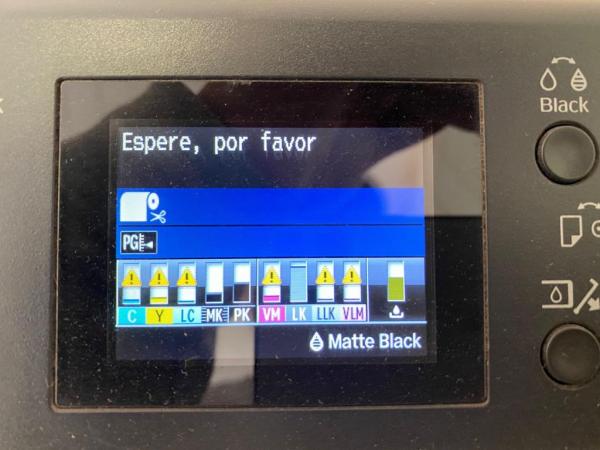 Espere, por favor
Black
PG
C Y LC MK PK VM LK LLK VLM
Matte Black